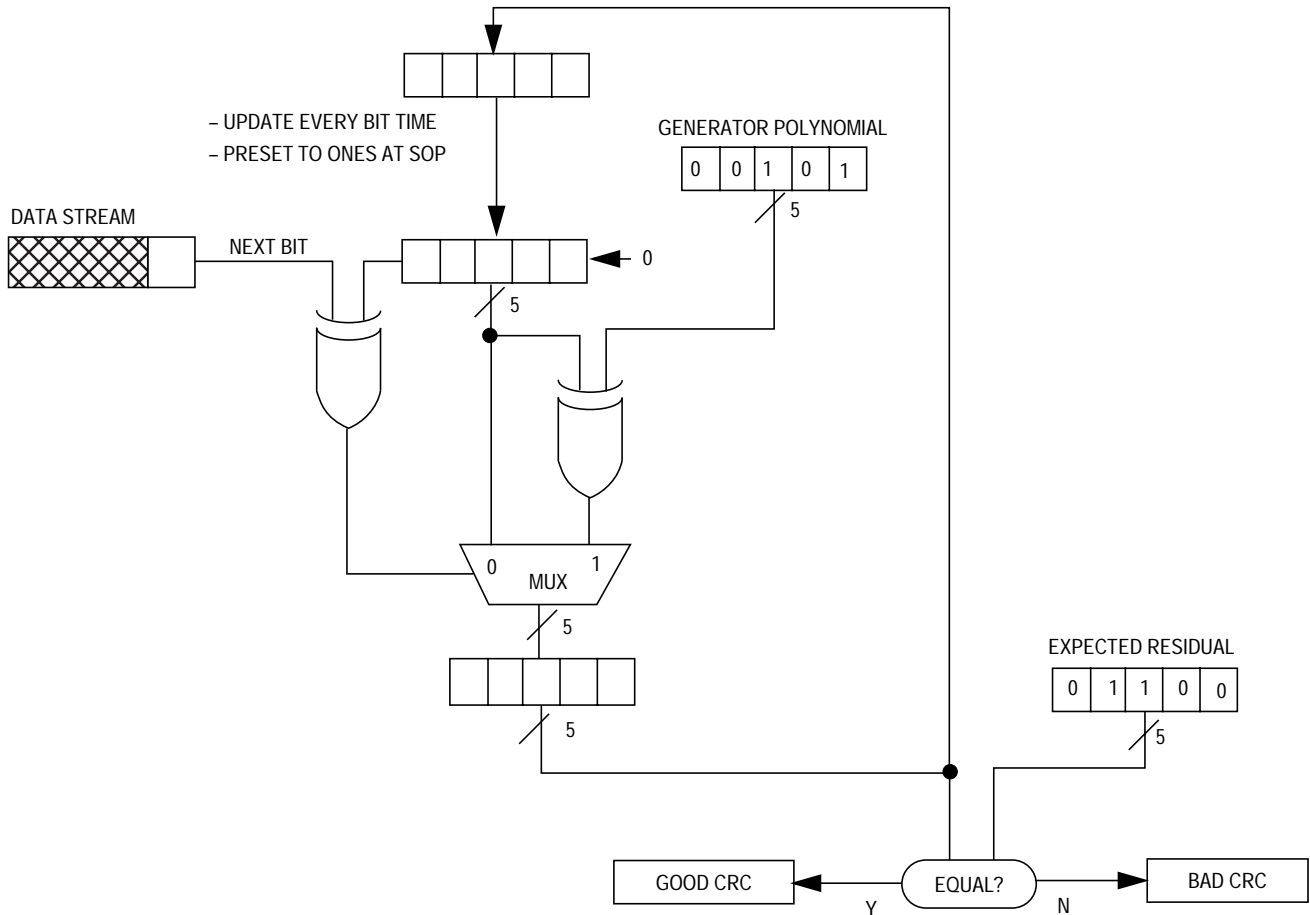 – UPDATE EVERY BIT TIME
– PRESET TO ONES AT SOP
GENERATOR POLYNOMIAL
0 0 1 0 1
5
DATA STREAM
NEXT BIT
0
5
0 1
MUX
5
5
EXPECTED RESIDUAL
0 1 1 0 0
5
GOOD CRC
Y
EQUAL?
N
BAD CRC